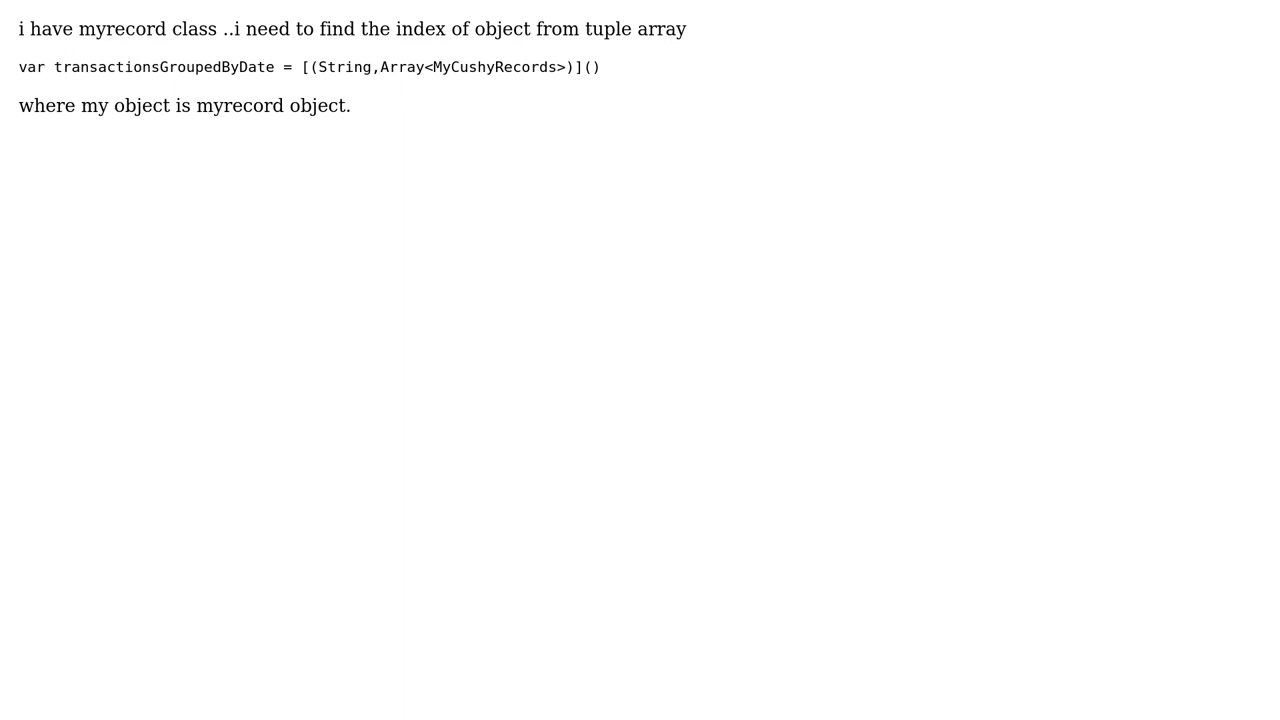 i have myrecord class ..i need to find the index of object from tuple array
var transactionsGroupedByDate = [(String,Array<MyCushyRecords>)]()
where my object is myrecord object.